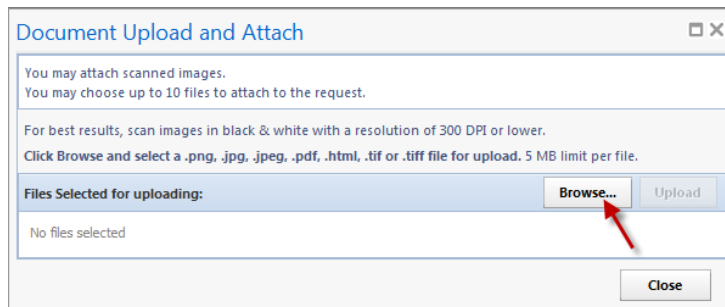 Document Upload and Attach
You may attach scanned images.
You may choose up to 10 files to attach to the request.
For best results, scan images in black & white with a resolution of 300 DPI or lower.
Click Browse and select a .png, .jpg, .jpeg, .pdf, .html, .tif or .tiff file for upload. 5 MB limit per file.
Files Selected for uploading: Browse... Upload
No files selected
Close